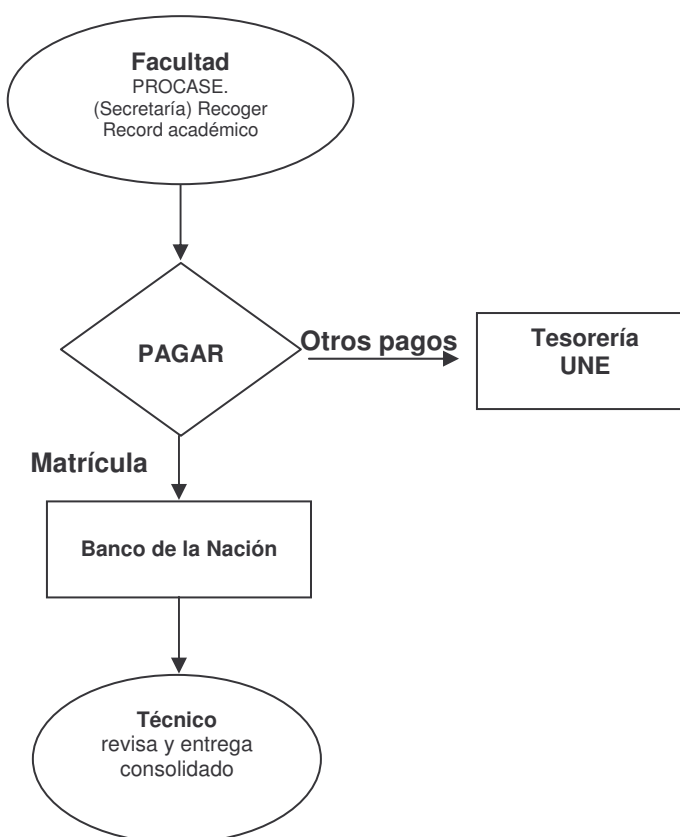 Facultad
PROCASE.
(Secretaría) Recoger
Record académico
PAGAR
Otros pagos
Tesorería
UNE
Matrícula
Banco de la Nación
Técnico
revisa y entrega
consolidado